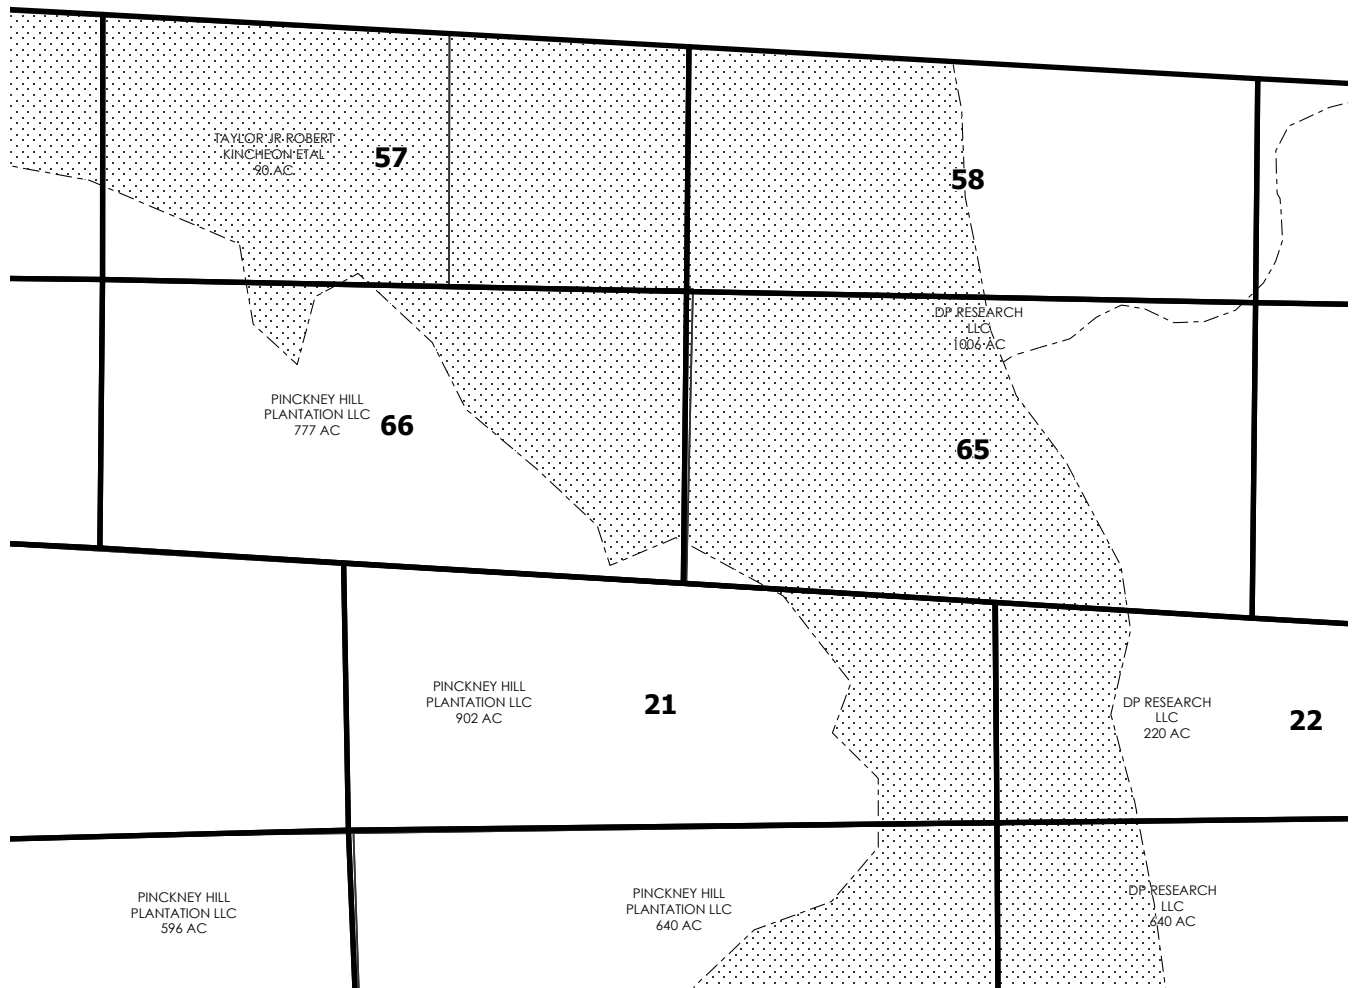 TAYLOR JR ROBERT
KINCHEON ETAL
90 AC
57
58
DP RESEARCH
LLC
1006 AC
PINCKNEY HILL
PLANTATION LLC
777 AC
66
65
PINCKNEY HILL
PLANTATION LLC
902 AC
21
DP RESEARCH
LLC
220 AC
22
PINCKNEY HILL
PLANTATION LLC
596 AC
PINCKNEY HILL
PLANTATION LLC
640 AC
DP RESEARCH
LLC
640 AC